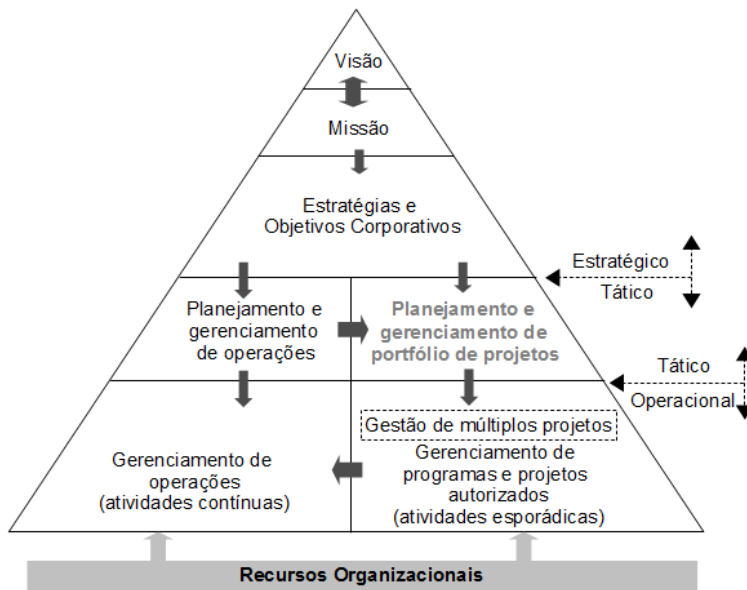 Visão
Missão
Estratégias e
Objetivos Corporativos
Estratégico
Tático
Planejamento e
gerenciamento
de operações
Planejamento e
gerenciamento de
portfólio de projetos
Tático
Operacional
Gestão de múltiplos projetos
Gerenciamento de
operações
(atividades contínuas)
Gerenciamento de
programas e projetos
autorizados
(atividades esporádicas)
Recursos Organizacionais